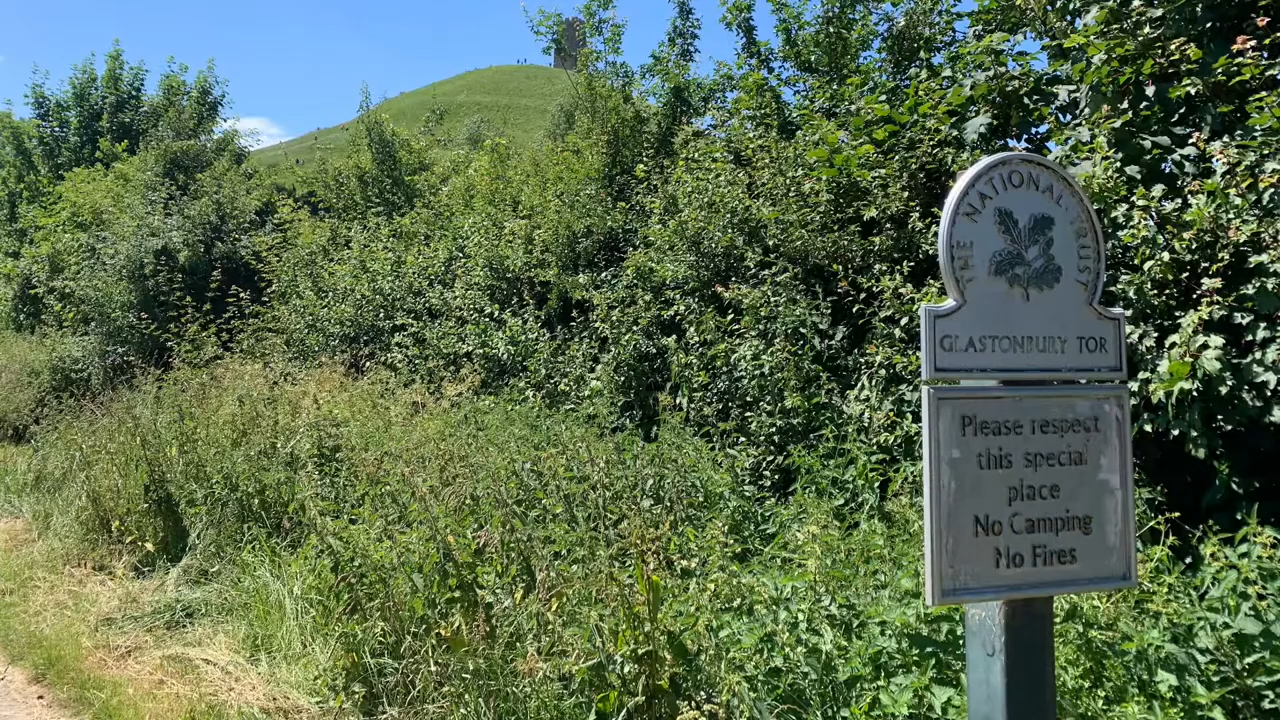 THE NATIONAL TRUST
GLASTONBURY TOR
Please respect
this special
place
No Camping
No Fires